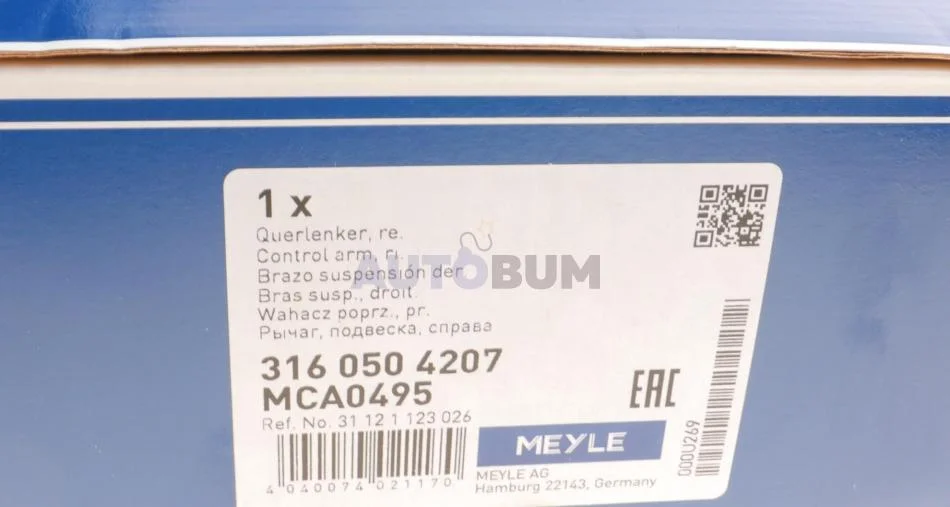 1 x
Querlenker, re.
Control arm, ri.
Brazo suspensión der.
Bras susp., droit.
Wahacz poprz., pr.
Рычаг, подвеска, справа
316 050 4207
MCA0495
Ref. No. 31 12 1 123 026
EAC
MEYLE
MEYLE AG
Hamburg 22143, Germany
4 040074 021170
000U269
AUTOBUM